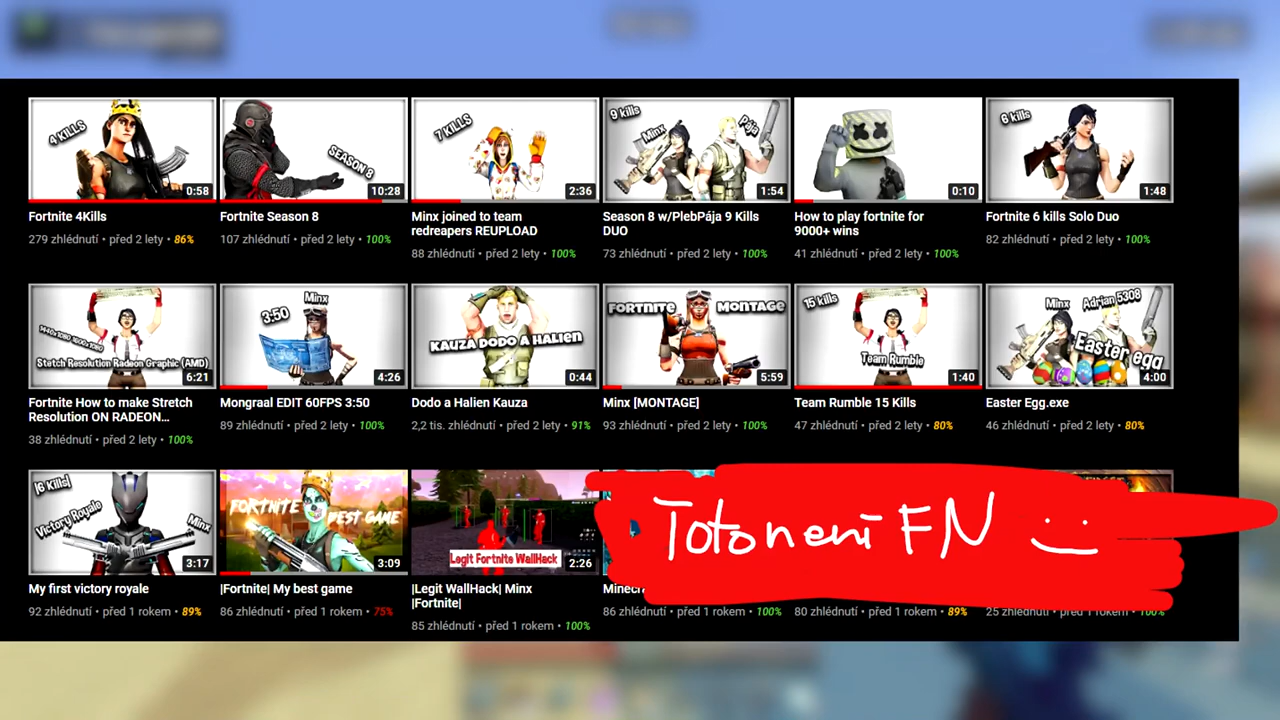 4 KILLS
0:58
SEASON 8
10:28
7 KILLS
2:36
9 kills
Minx
Pája
1:54
0:10
6 kills
1:48
Fortnite 4Kills
279 zhlédnutí • před 2 lety • 86%
Fortnite Season 8
107 zhlédnutí • před 2 lety • 100%
Minx joined to team
redreapers REUPLOAD
88 zhlédnutí • před 2 lety • 100%
Season 8 w/PlebPája 9 Kills
DUO
73 zhlédnutí • před 2 lety • 100%
How to play fortnite for
9000+ wins
41 zhlédnutí • před 2 lety • 100%
Fortnite 6 kills Solo Duo
82 zhlédnutí • před 2 lety • 100%
1440x1080 1600x1080
Stetch Resolution Radeon Graphic (AMD)
6:21
Minx
3:50
4:26
KAUZA DODO A HALIEN
0:44
FORTNITE MONTAGE
5:59
15 kills
Team Rumble
1:40
Minx
Adrian 5308
Easter egg
4:00
Fortnite How to make Stretch
Resolution ON RADEON...
38 zhlédnutí • před 2 lety • 100%
Mongraal EDIT 60FPS 3:50
89 zhlédnutí • před 2 lety • 100%
Dodo a Halien Kauza
2,2 tis. zhlédnutí • před 2 lety • 91%
Minx [MONTAGE]
93 zhlédnutí • před 2 lety • 100%
Team Rumble 15 Kills
47 zhlédnutí • před 2 lety • 80%
Easter Egg.exe
46 zhlédnutí • před 2 lety • 80%
|6 Kills|
Victory Royale
Minx
3:17
FORTNITE BEST GAME
3:09
Legit Fortnite WallHack
2:26
Toto není FN :)
My first victory royale
92 zhlédnutí • před 1 rokem • 89%
|Fortnite| My best game
86 zhlédnutí • před 1 rokem • 75%
|Legit WallHack| Minx
|Fortnite|
85 zhlédnutí • před 1 rokem • 100%
86 zhlédnutí • před 1 rokem • 100%
80 zhlédnutí • před 1 rokem • 89%
25 zhlédnutí • před 1 rokem • 100%